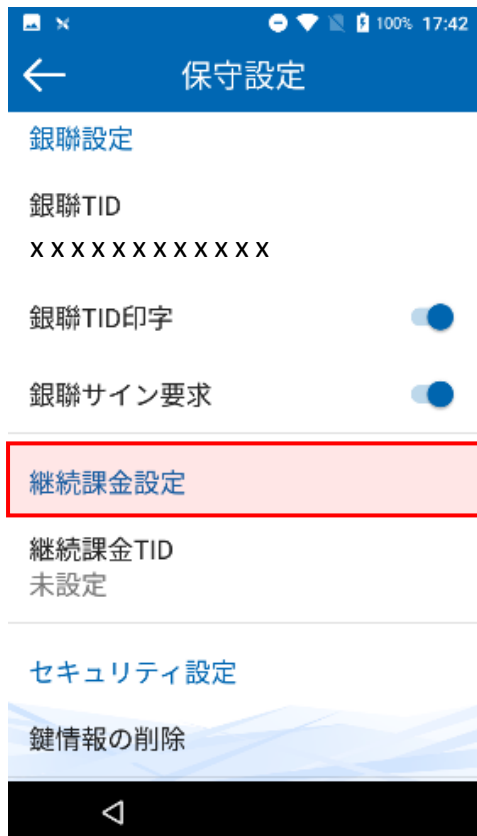 100% 17:42
保守設定
銀聯設定
銀聯TID
x x x x x x x x x x x x
銀聯TID印字
銀聯サイン要求
継続課金設定
継続課金TID
未設定
セキュリティ設定
鍵情報の削除